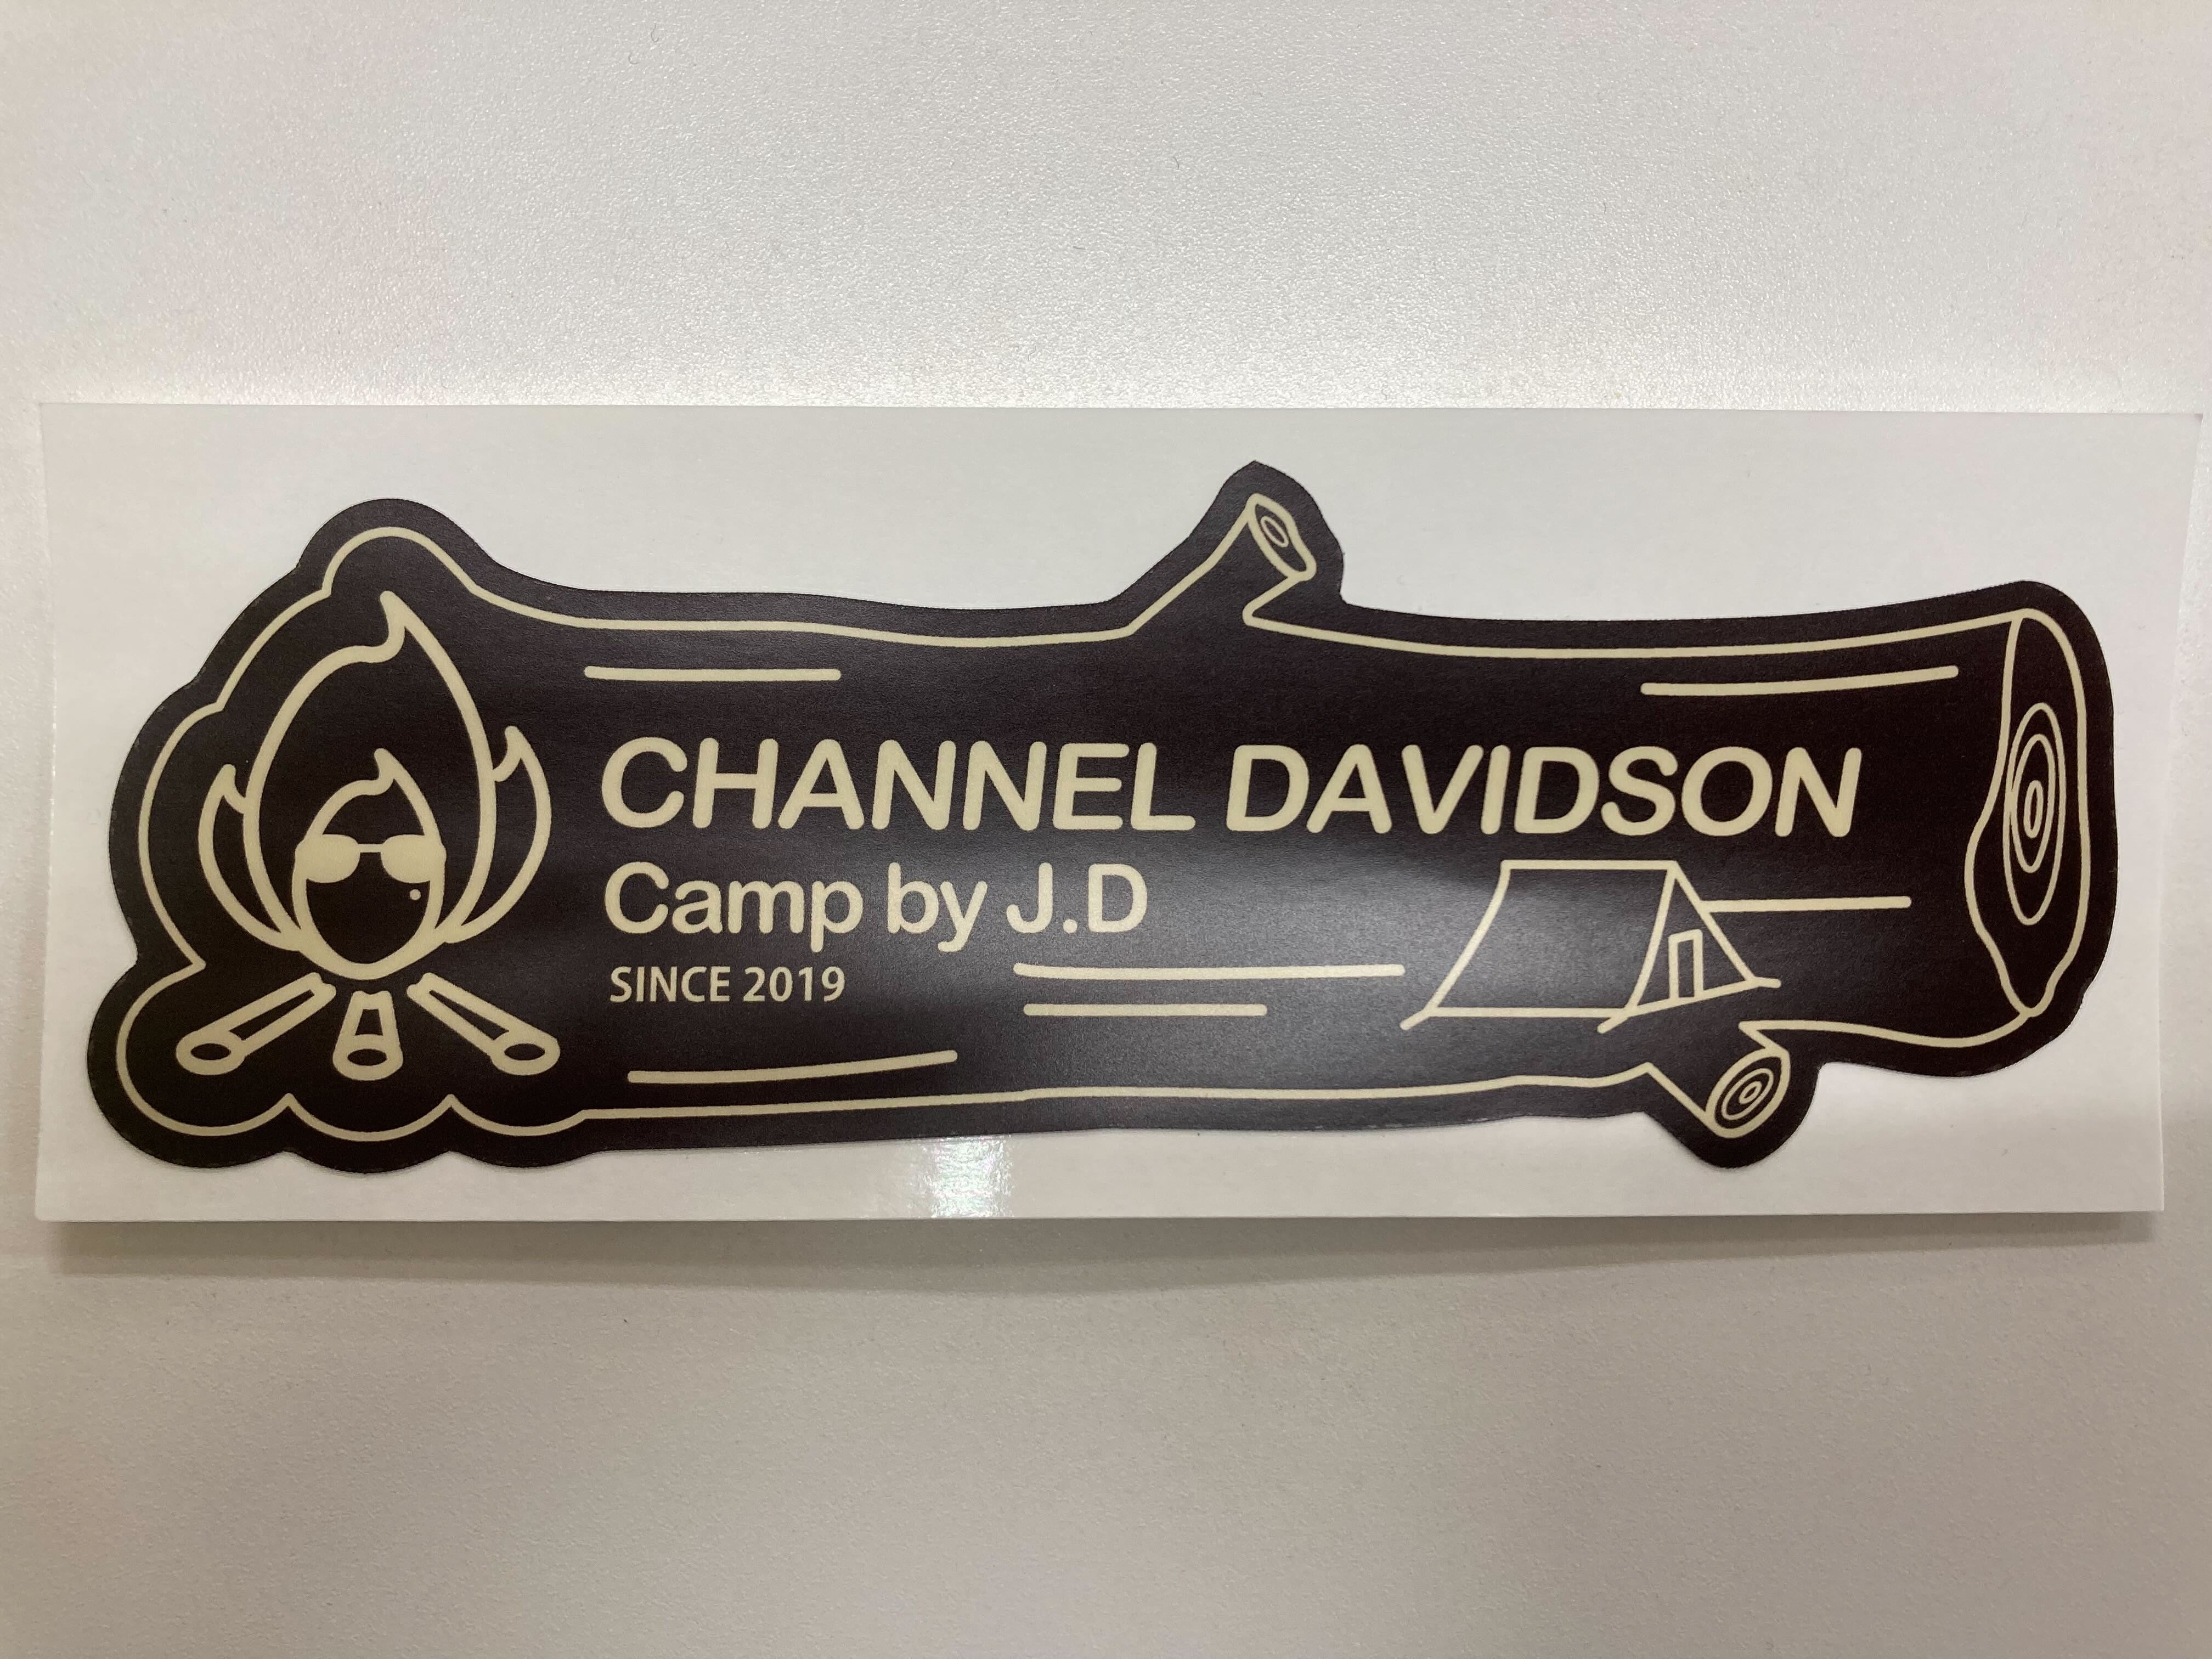 CHANNEL DAVIDSON
Camp by J.D
SINCE 2019